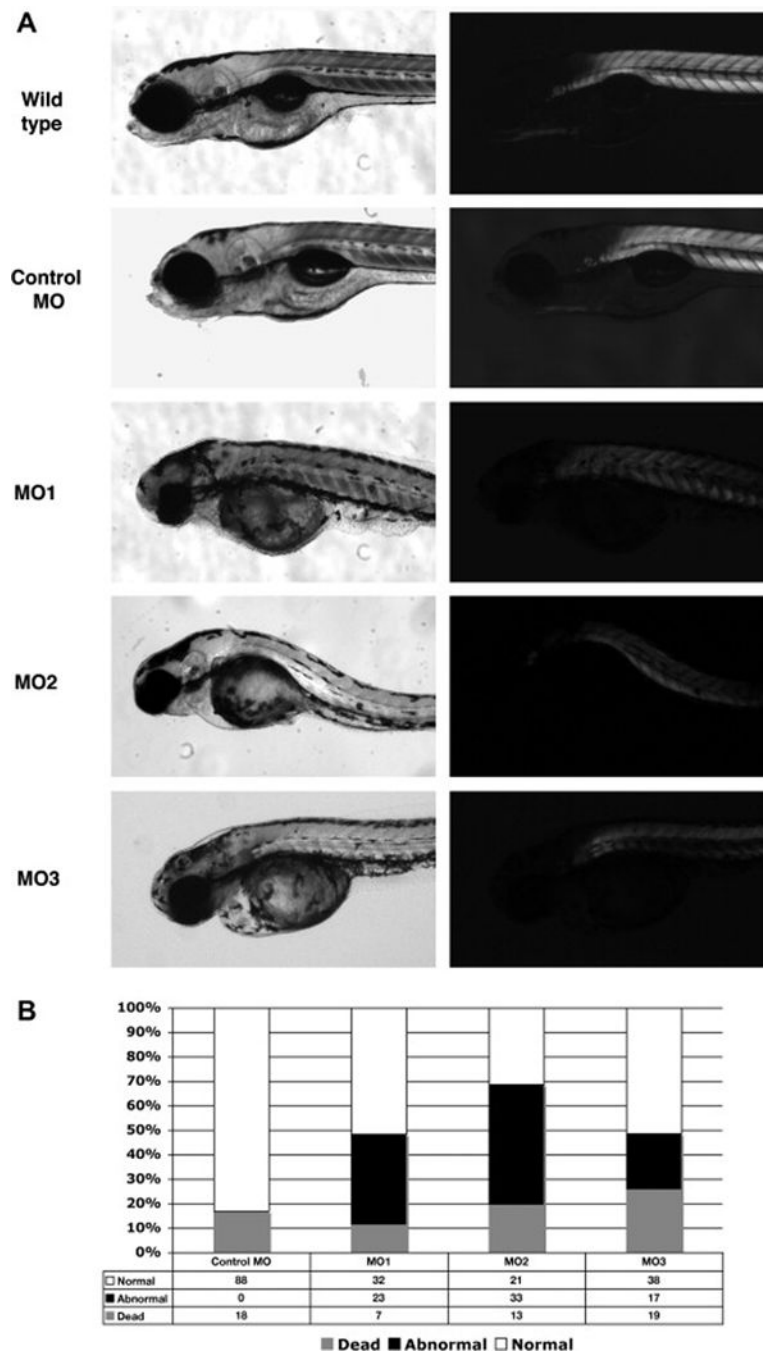 A
Wild
type
Control
MO
MO1
MO2
MO3
B
100%
90%
80%
70%
60%
50%
40%
30%
20%
10%
0%
Control MO MO1 MO2 MO3
Normal 88 32 21 38
Abnormal 0 23 33 17
Dead 18 7 13 19
Dead Abnormal Normal